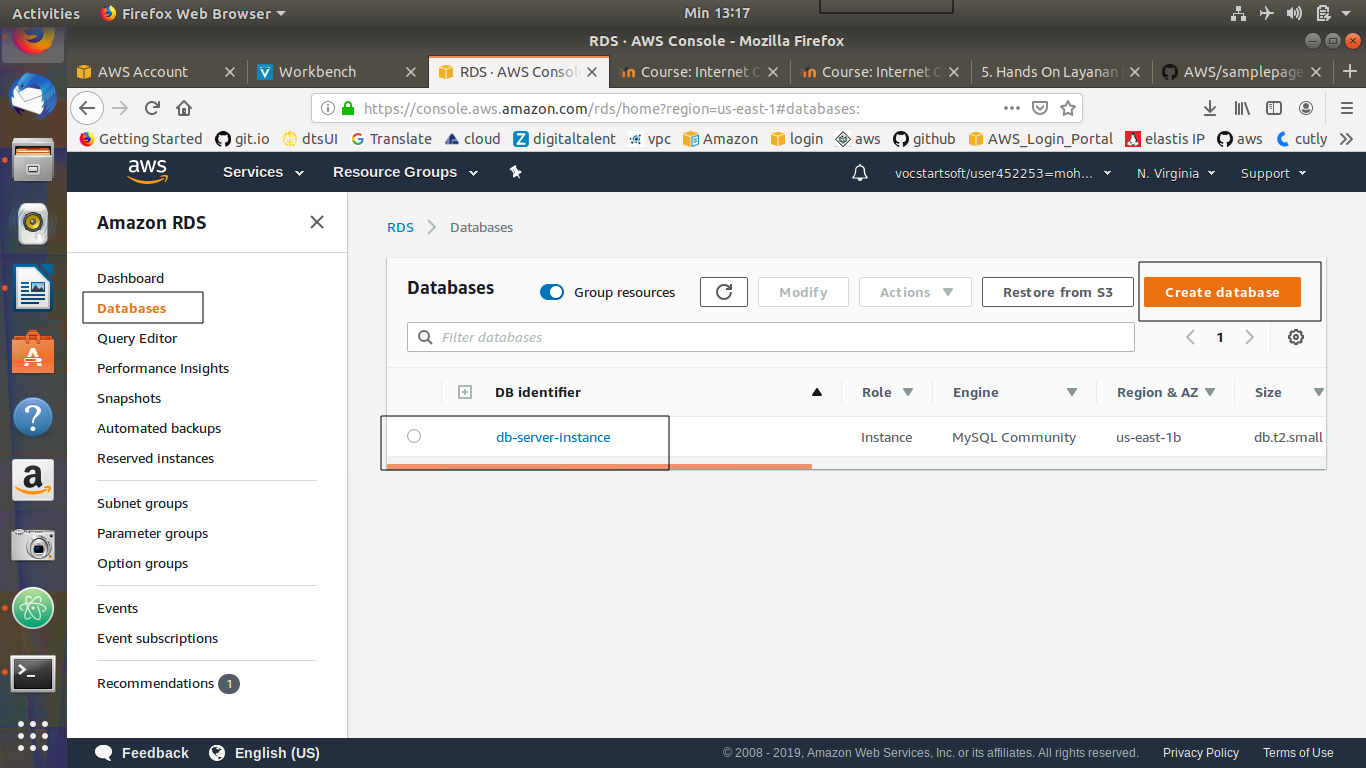 Activities Firefox Web Browser Min 13:17
RDS · AWS Console - Mozilla Firefox
AWS Account Workbench RDS · AWS Consol Course: Internet O Course: Internet O 5. Hands On Layanan AWS/samplepage
https://console.aws.amazon.com/rds/home?region=us-east-1#databases:
Getting Started git.io dtsUI Translate cloud digitaltalent vpc Amazon login aws github AWS_Login_Portal elastis IP aws cutly
aws Services Resource Groups vocstartsoft/user452253=moh... N. Virginia Support
Amazon RDS
Dashboard
Databases
Query Editor
Performance Insights
Snapshots
Automated backups
Reserved instances
Subnet groups
Parameter groups
Option groups
Events
Event subscriptions
Recommendations 1
RDS Databases
Databases Group resources Modify Actions Restore from S3 Create database
Filter databases 1
DB identifier Role Engine Region & AZ Size
db-server-instance Instance MySQL Community us-east-1b db.t2.small
Feedback English (US) © 2008 - 2019, Amazon Web Services, Inc. or its affiliates. All rights reserved. Privacy Policy Terms of Use